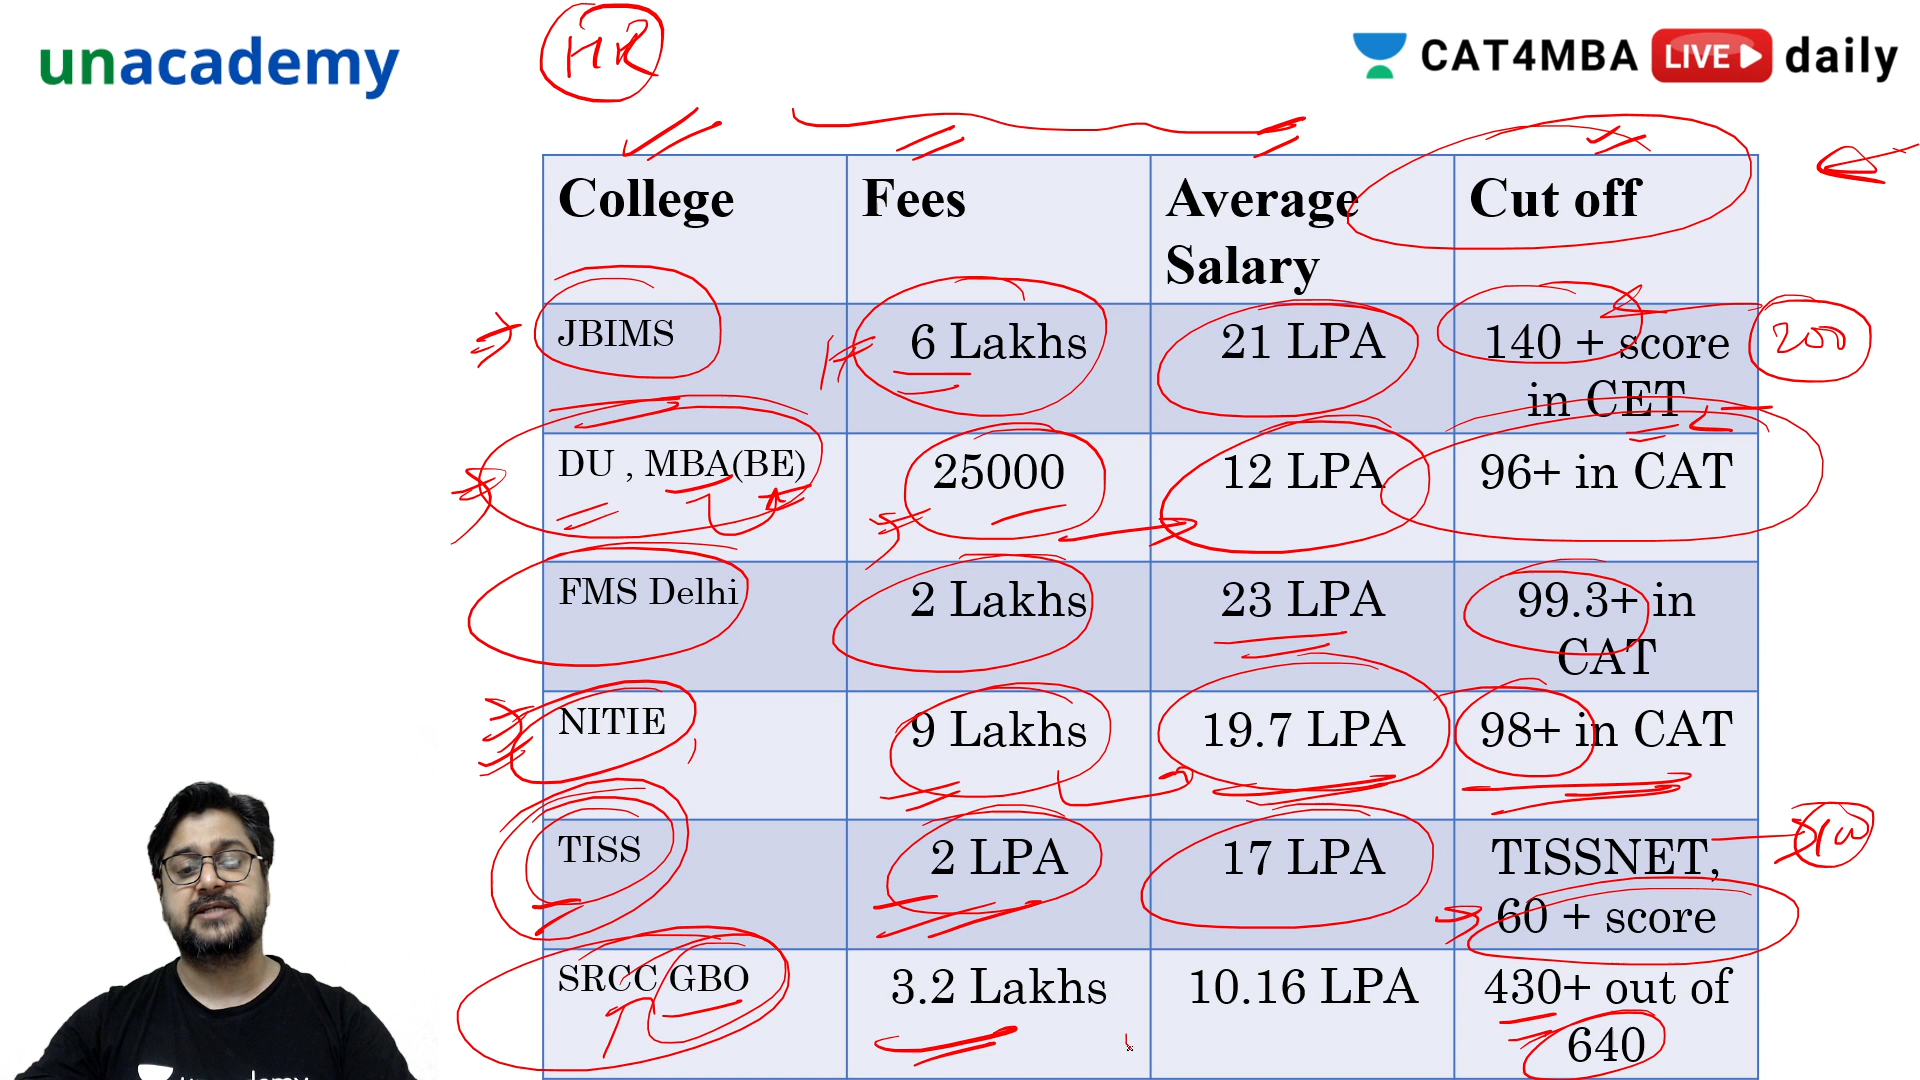 unacademy
HR
CAT4MBA LIVE daily
College Fees Average Salary Cut off
JBIMS 6 Lakhs 21 LPA 140 + score in CET 200
DU , MBA(BE) 25000 12 LPA 96+ in CAT
FMS Delhi 2 Lakhs 23 LPA 99.3+ in CAT
NITIE 9 Lakhs 19.7 LPA 98+ in CAT
TISS 2 LPA 17 LPA TISSNET, 60 + score
SRCC GBO 3.2 Lakhs 10.16 LPA 430+ out of 640